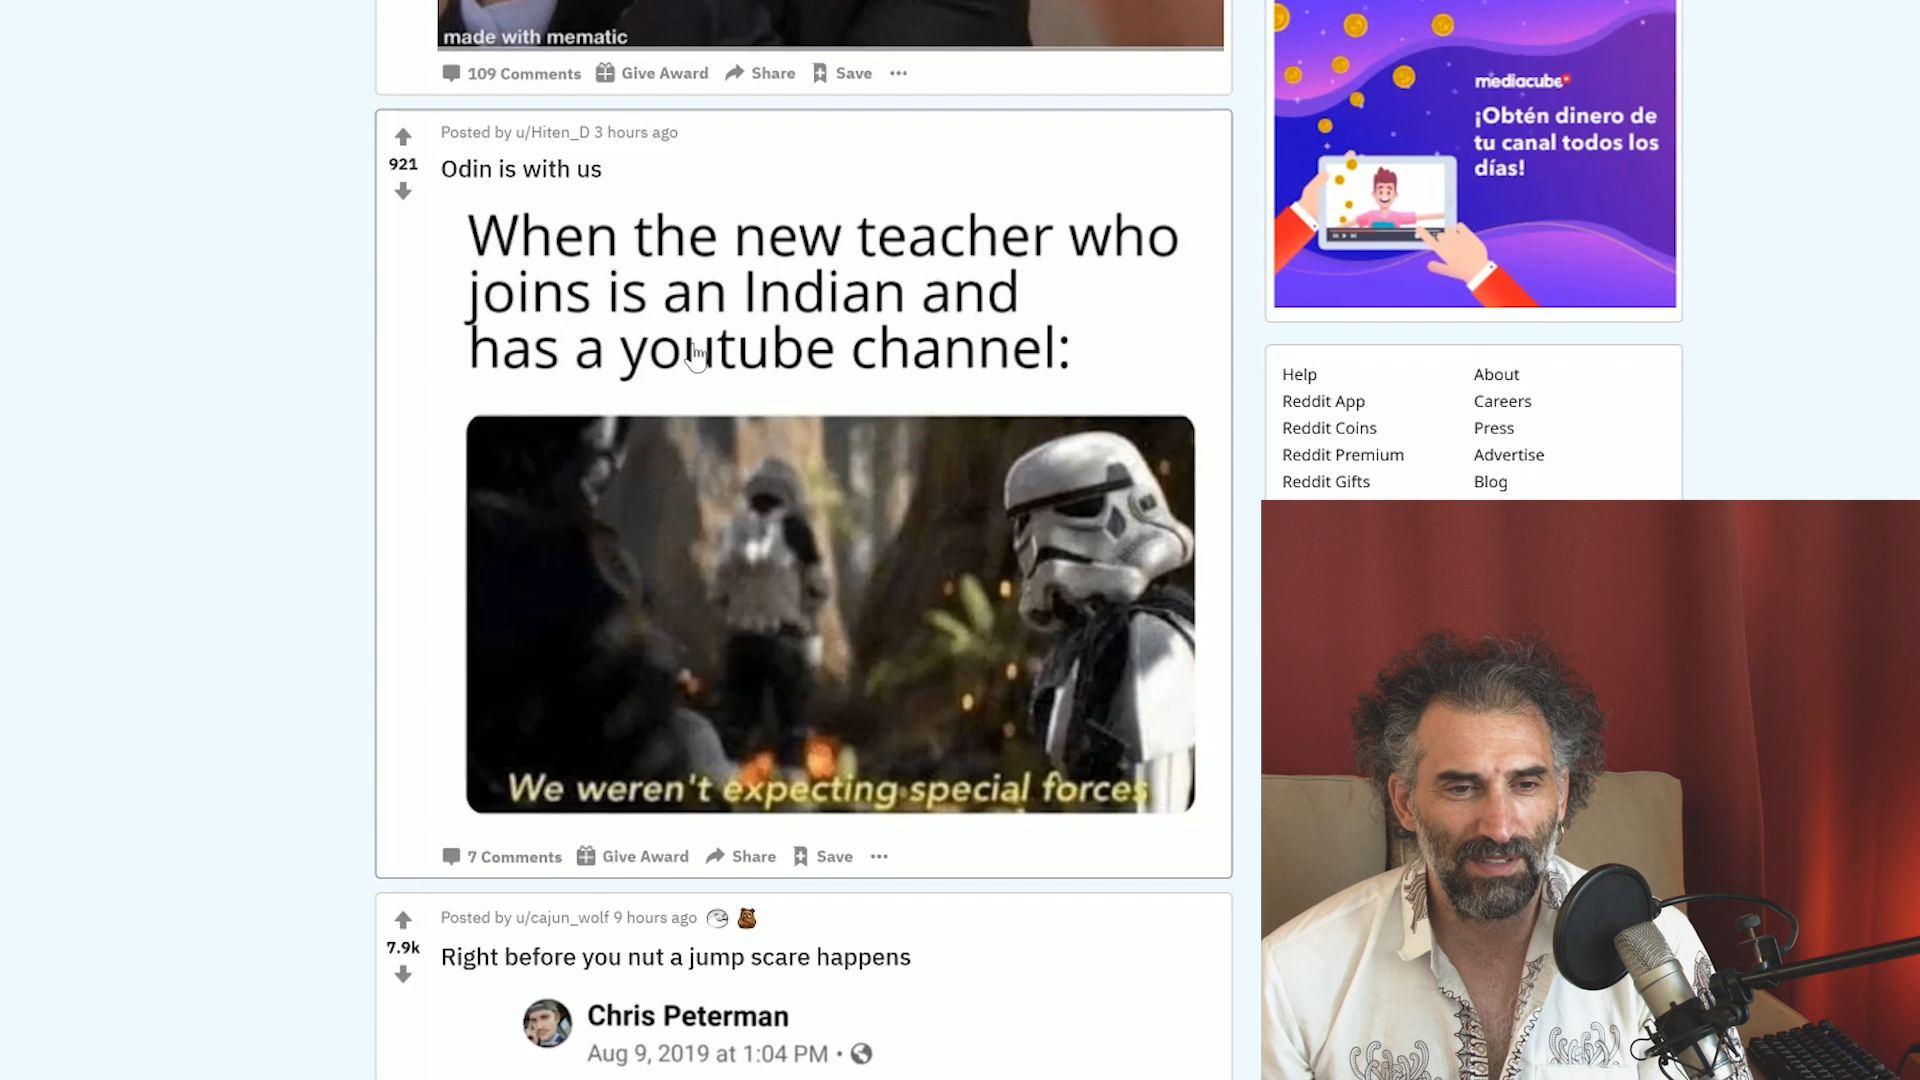 made with mematic
109 Comments Give Award Share Save
Posted by u/Hiten_D 3 hours ago
921
Odin is with us
When the new teacher who
joins is an Indian and
has a youtube channel:
We weren't expecting special forces
7 Comments Give Award Share Save
Posted by u/cajun_wolf 9 hours ago
7.9k
Right before you nut a jump scare happens
Chris Peterman
Aug 9, 2019 at 1:04 PM
mediacube
¡Obtén dinero de
tu canal todos los
días!
Help
Reddit App
Reddit Coins
Reddit Premium
Reddit Gifts
About
Careers
Press
Advertise
Blog